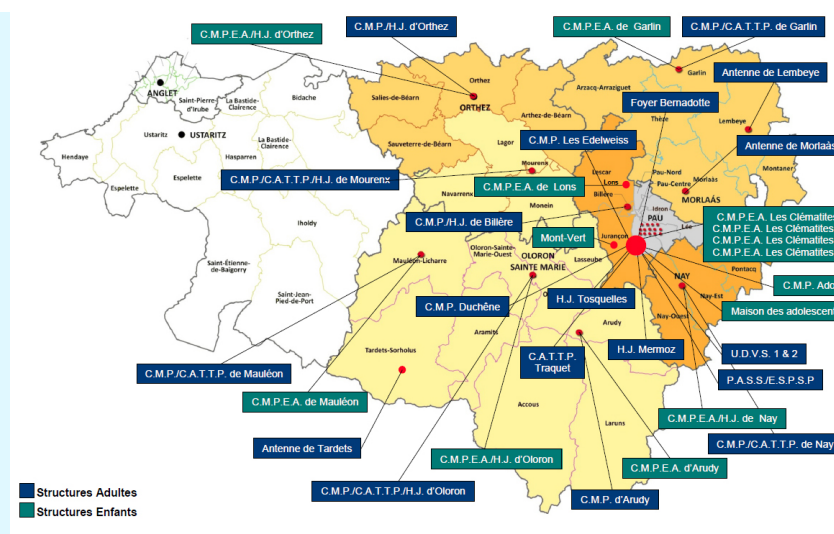 C.M.P.E.A./H.J. d'Orthez
C.M.P./H.J. d'Orthez
C.M.P.E.A. de Garlin
C.M.P./C.A.T.T.P. de Garlin
Antenne de Lembeye
Foyer Bernadotte
C.M.P. Les Edelweiss
Antenne de Morlaàs
C.M.P./C.A.T.T.P./H.J. de Mourenx
C.M.P.E.A. de Lons
C.M.P./H.J. de Billère
Mont-Vert
C.M.P.E.A. Les Clématites
C.M.P.E.A. Les Clématites
C.M.P.E.A. Les Clématites
C.M.P.E.A. Les Clématites
C.M.P. Ado
Maison des adolescent
C.M.P. Duchêne
H.J. Tosquelles
H.J. Mermoz
U.D.V.S. 1 & 2
C.A.T.T.P.
Traquet
P.A.S.S./E.S.P.S.P
C.M.P./C.A.T.T.P. de Mauléon
C.M.P.E.A. de Mauléon
C.M.P.E.A./H.J. de Nay
C.M.P./C.A.T.T.P. de Nay
Antenne de Tardets
C.M.P.E.A./H.J. d'Oloron
C.M.P.E.A. d'Arudy
C.M.P./C.A.T.T.P./H.J. d'Oloron
C.M.P. d'Arudy
ANGLET
Saint-Pierre-
d'Irube
La Bastide-
Clairence
Bidache
Ustaritz
USTARITZ
La Bastide-
Clairence
Hendaye
Espelette
Espelette
Hasparren
Iholdy
Saint-Étienne-
de-Baïgorry
Saint-Jean-
Pied-de-Port
Salies-de-Béarn
Orthez
ORTHEZ
Sauveterre-de-Béarn
Arthez-de-Béarn
Arzacq-Arraziguet
Garlin
Thèze
Lembeye
Lagor
Mourenx
Navarrenx
Monein
Lescar
Lons
Billère
Pau-Nord
Pau-Centre
Morlaàs
MORLAÀS
Montaner
Idron
PAU
Lée
Jurançon
Pontacq
Mauléon-Licharre
Oloron-Sainte-
Marie-Ouest
OLORON
SAINTE MARIE
Lasseube
NAY
Nay-Est
Nay-Ouest
Tardets-Sorholus
Aramits
Arudy
Accous
Laruns
Structures Adultes
Structures Enfants